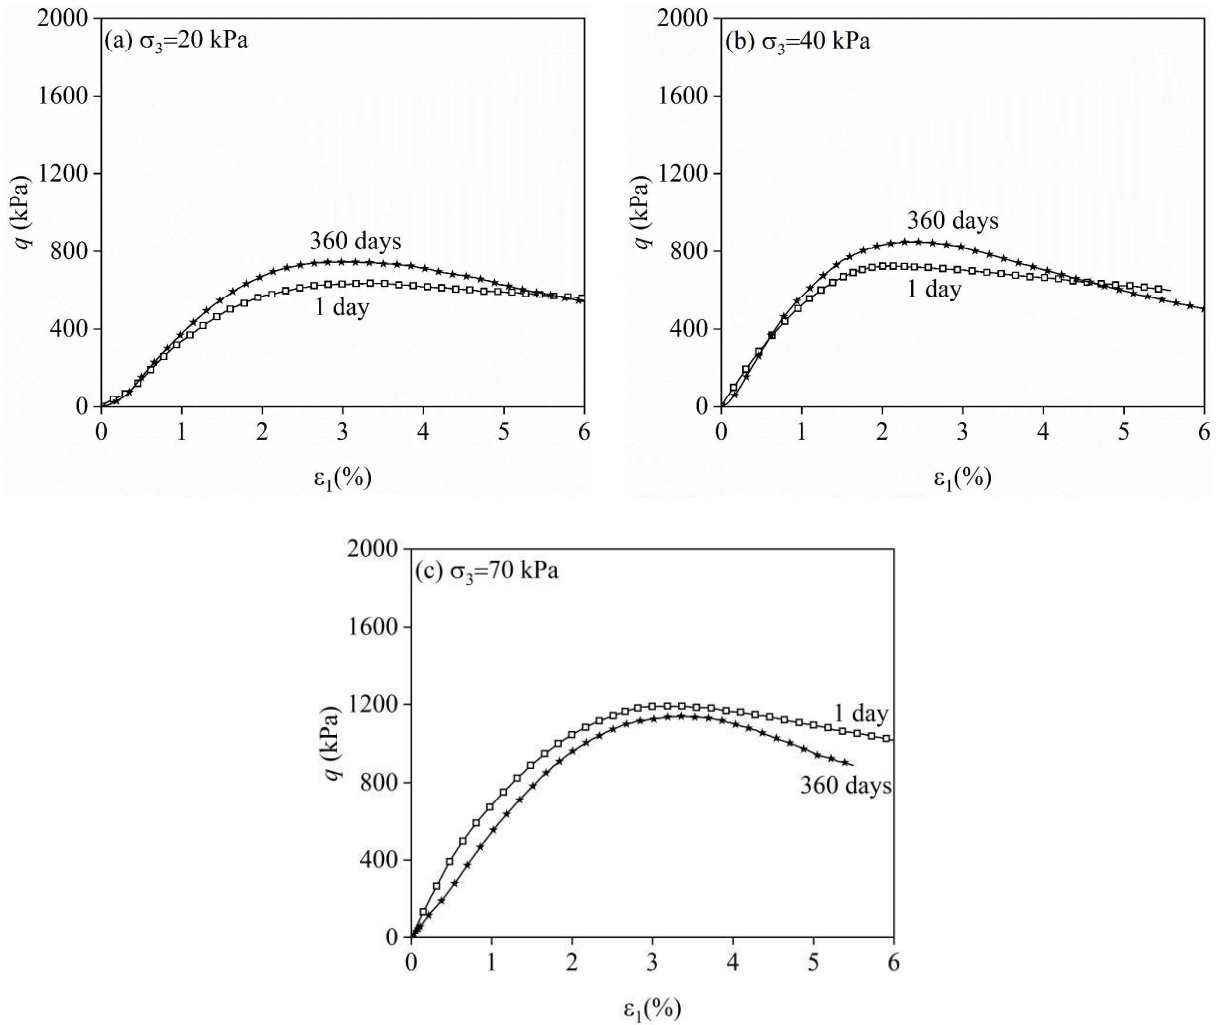 (a) σ3=20 kPa
2000
1600
1200
800
400
0
q (kPa)
360 days
1 day
0 1 2 3 4 5 6
ε1(%)
(b) σ3=40 kPa
2000
1600
1200
800
400
0
q (kPa)
360 days
1 day
0 1 2 3 4 5 6
ε1(%)
(c) σ3=70 kPa
2000
1600
1200
800
400
0
q (kPa)
1 day
360 days
0 1 2 3 4 5 6
ε1(%)